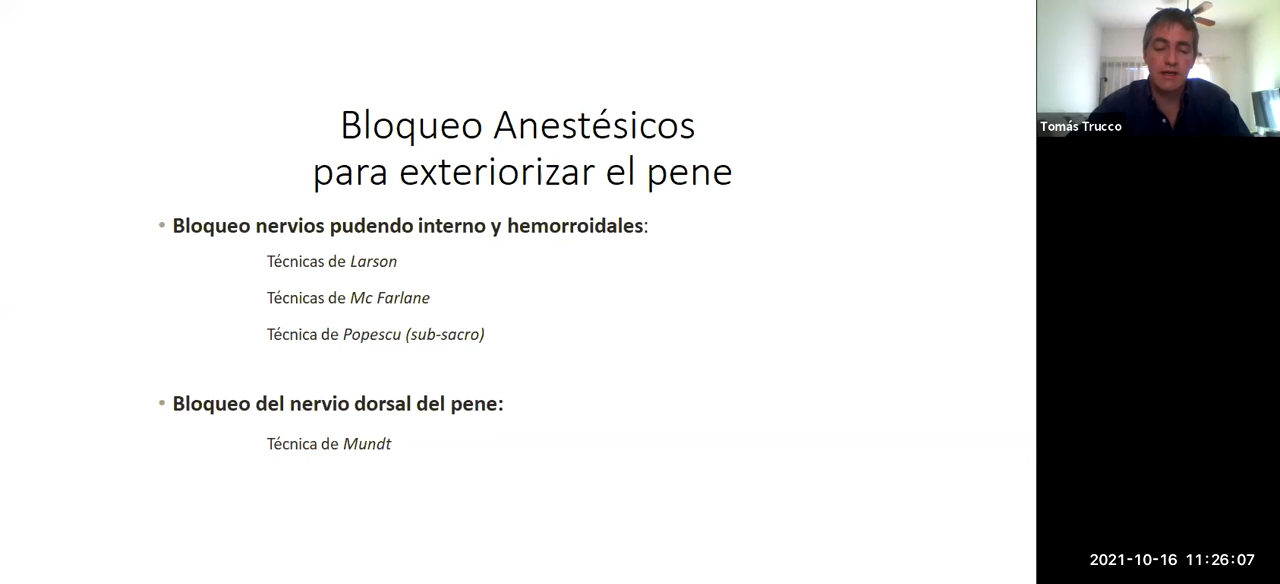 Bloqueo Anestésicos
para exteriorizar el pene
• Bloqueo nervios pudendo interno y hemorroidales:
Técnicas de Larson
Técnicas de Mc Farlane
Técnica de Popescu (sub-sacro)
• Bloqueo del nervio dorsal del pene:
Técnica de Mundt
Tomás Trucco
2021-10-16 11:26:07